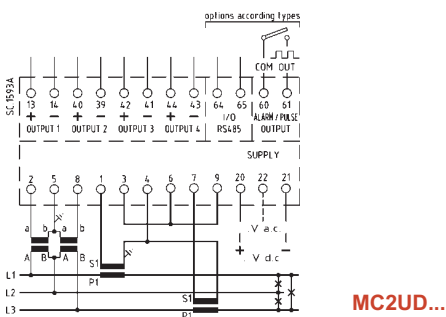 options according types
COM OUT
SC 1593A
13 14 40 39 42 41 44 43 64 65 60 61
+ − + − + − + − I/O ALARM / PULSE
OUTPUT 1 OUTPUT 2 OUTPUT 3 OUTPUT 4 RS485 OUTPUT
SUPPLY
2 5 8 1 3 4 6 7 9 20 22 21
a b a b V a.c.
+ −
A B A B V d.c
S1
L1 P1
L2
S1 MC2UD...
L3 P1